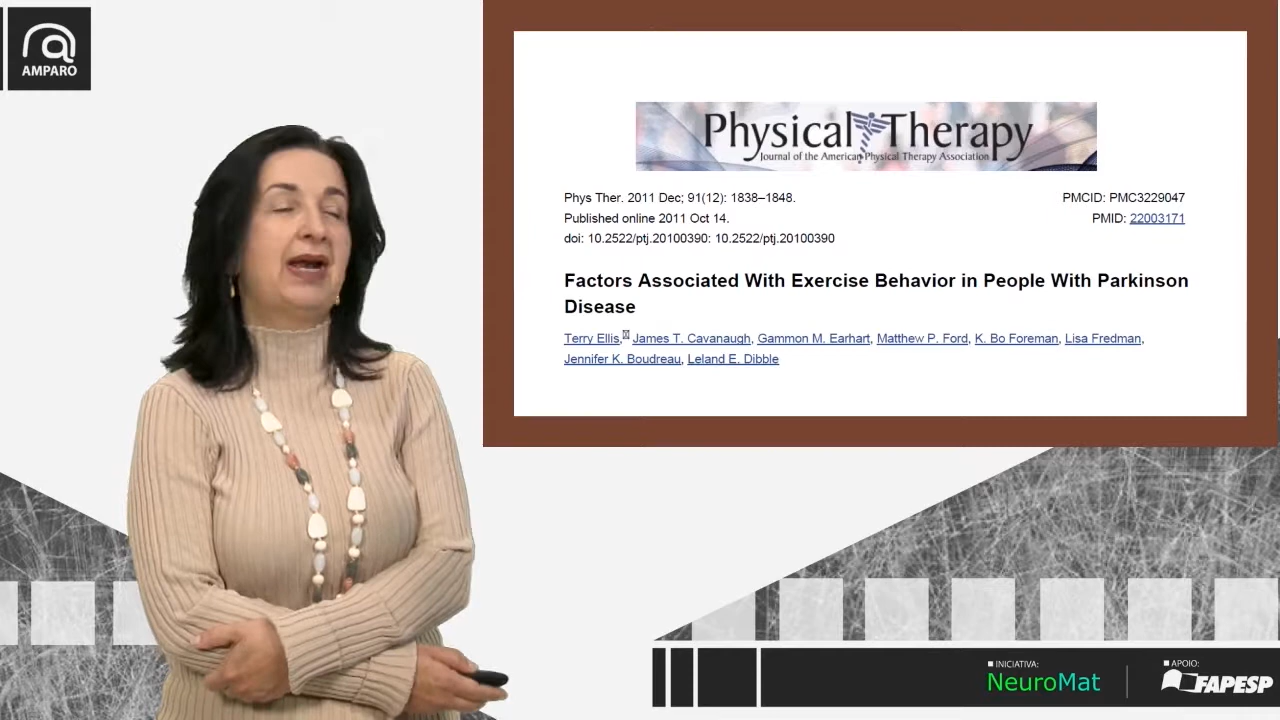 AMPARO
Physical Therapy
Journal of the American Physical Therapy Association
Phys Ther. 2011 Dec; 91(12): 1838–1848.
PMCID: PMC3229047
Published online 2011 Oct 14.
PMID: 22003171
doi: 10.2522/ptj.20100390: 10.2522/ptj.20100390
Factors Associated With Exercise Behavior in People With Parkinson
Disease
Terry Ellis, James T. Cavanaugh, Gammon M. Earhart, Matthew P. Ford, K. Bo Foreman, Lisa Fredman,
Jennifer K. Boudreau, Leland E. Dibble
INICIATIVA:
NeuroMat
APOIO:
FAPESP